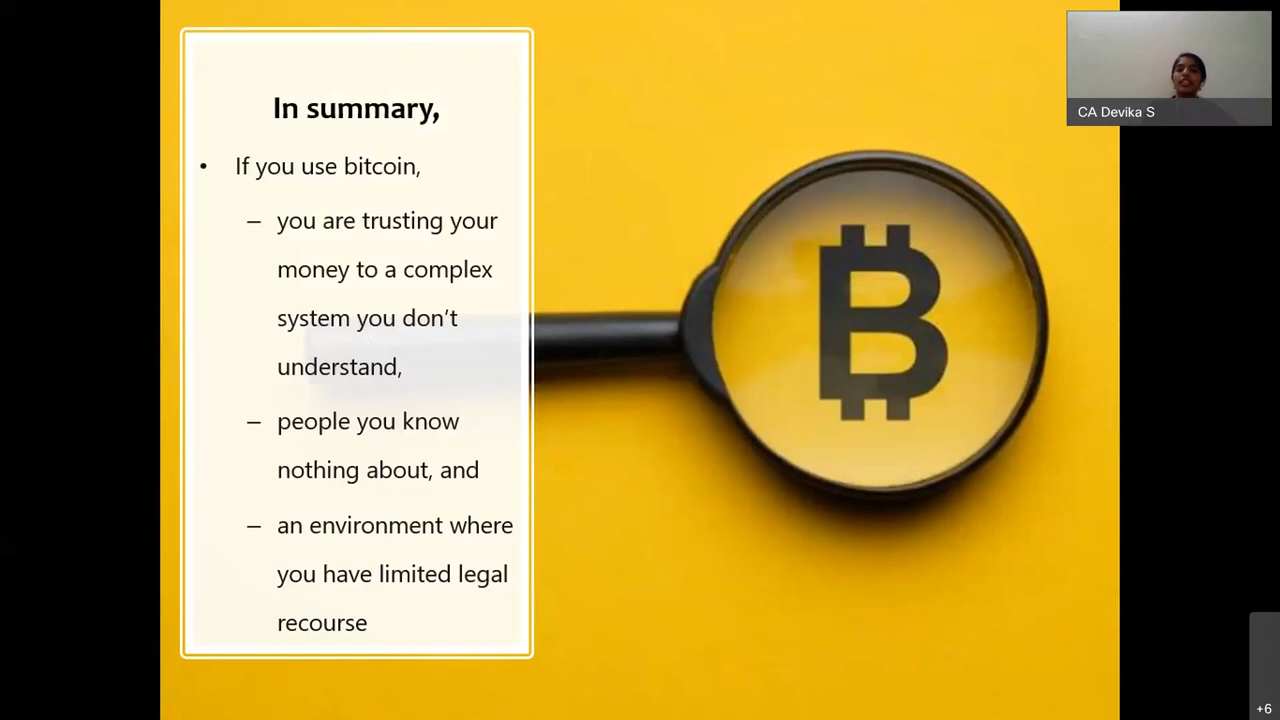 In summary,
• If you use bitcoin,
– you are trusting your
money to a complex
system you don’t
understand,
– people you know
nothing about, and
– an environment where
you have limited legal
recourse
CA Devika S
+6